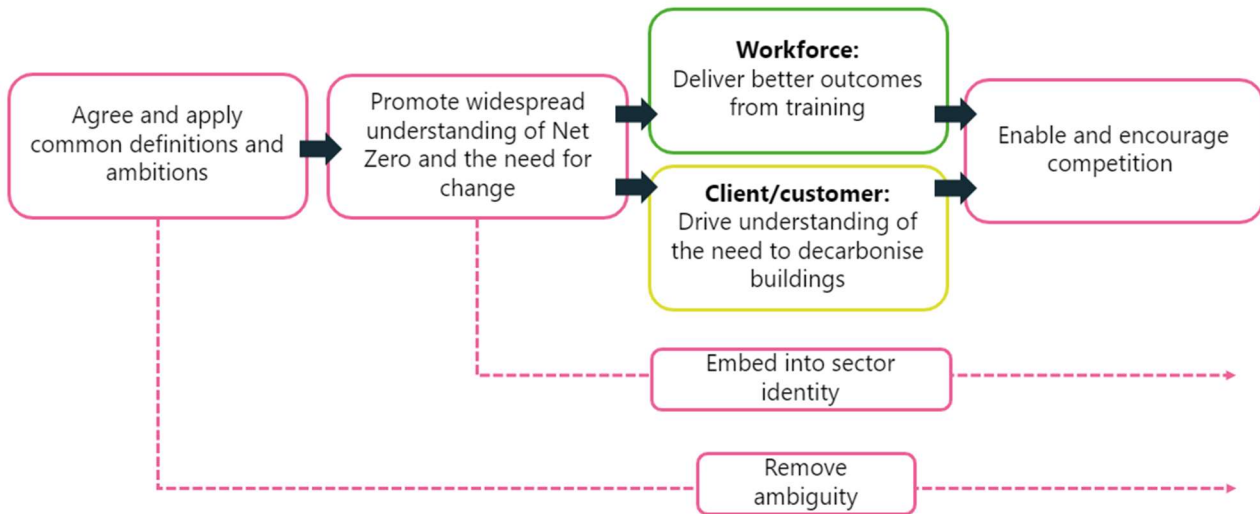 Agree and apply
common definitions and
ambitions
Promote widespread
understanding of Net
Zero and the need for
change
Workforce:
Deliver better outcomes
from training
Client/customer:
Drive understanding of
the need to decarbonise
buildings
Enable and encourage
competition
Embed into sector
identity
Remove
ambiguity